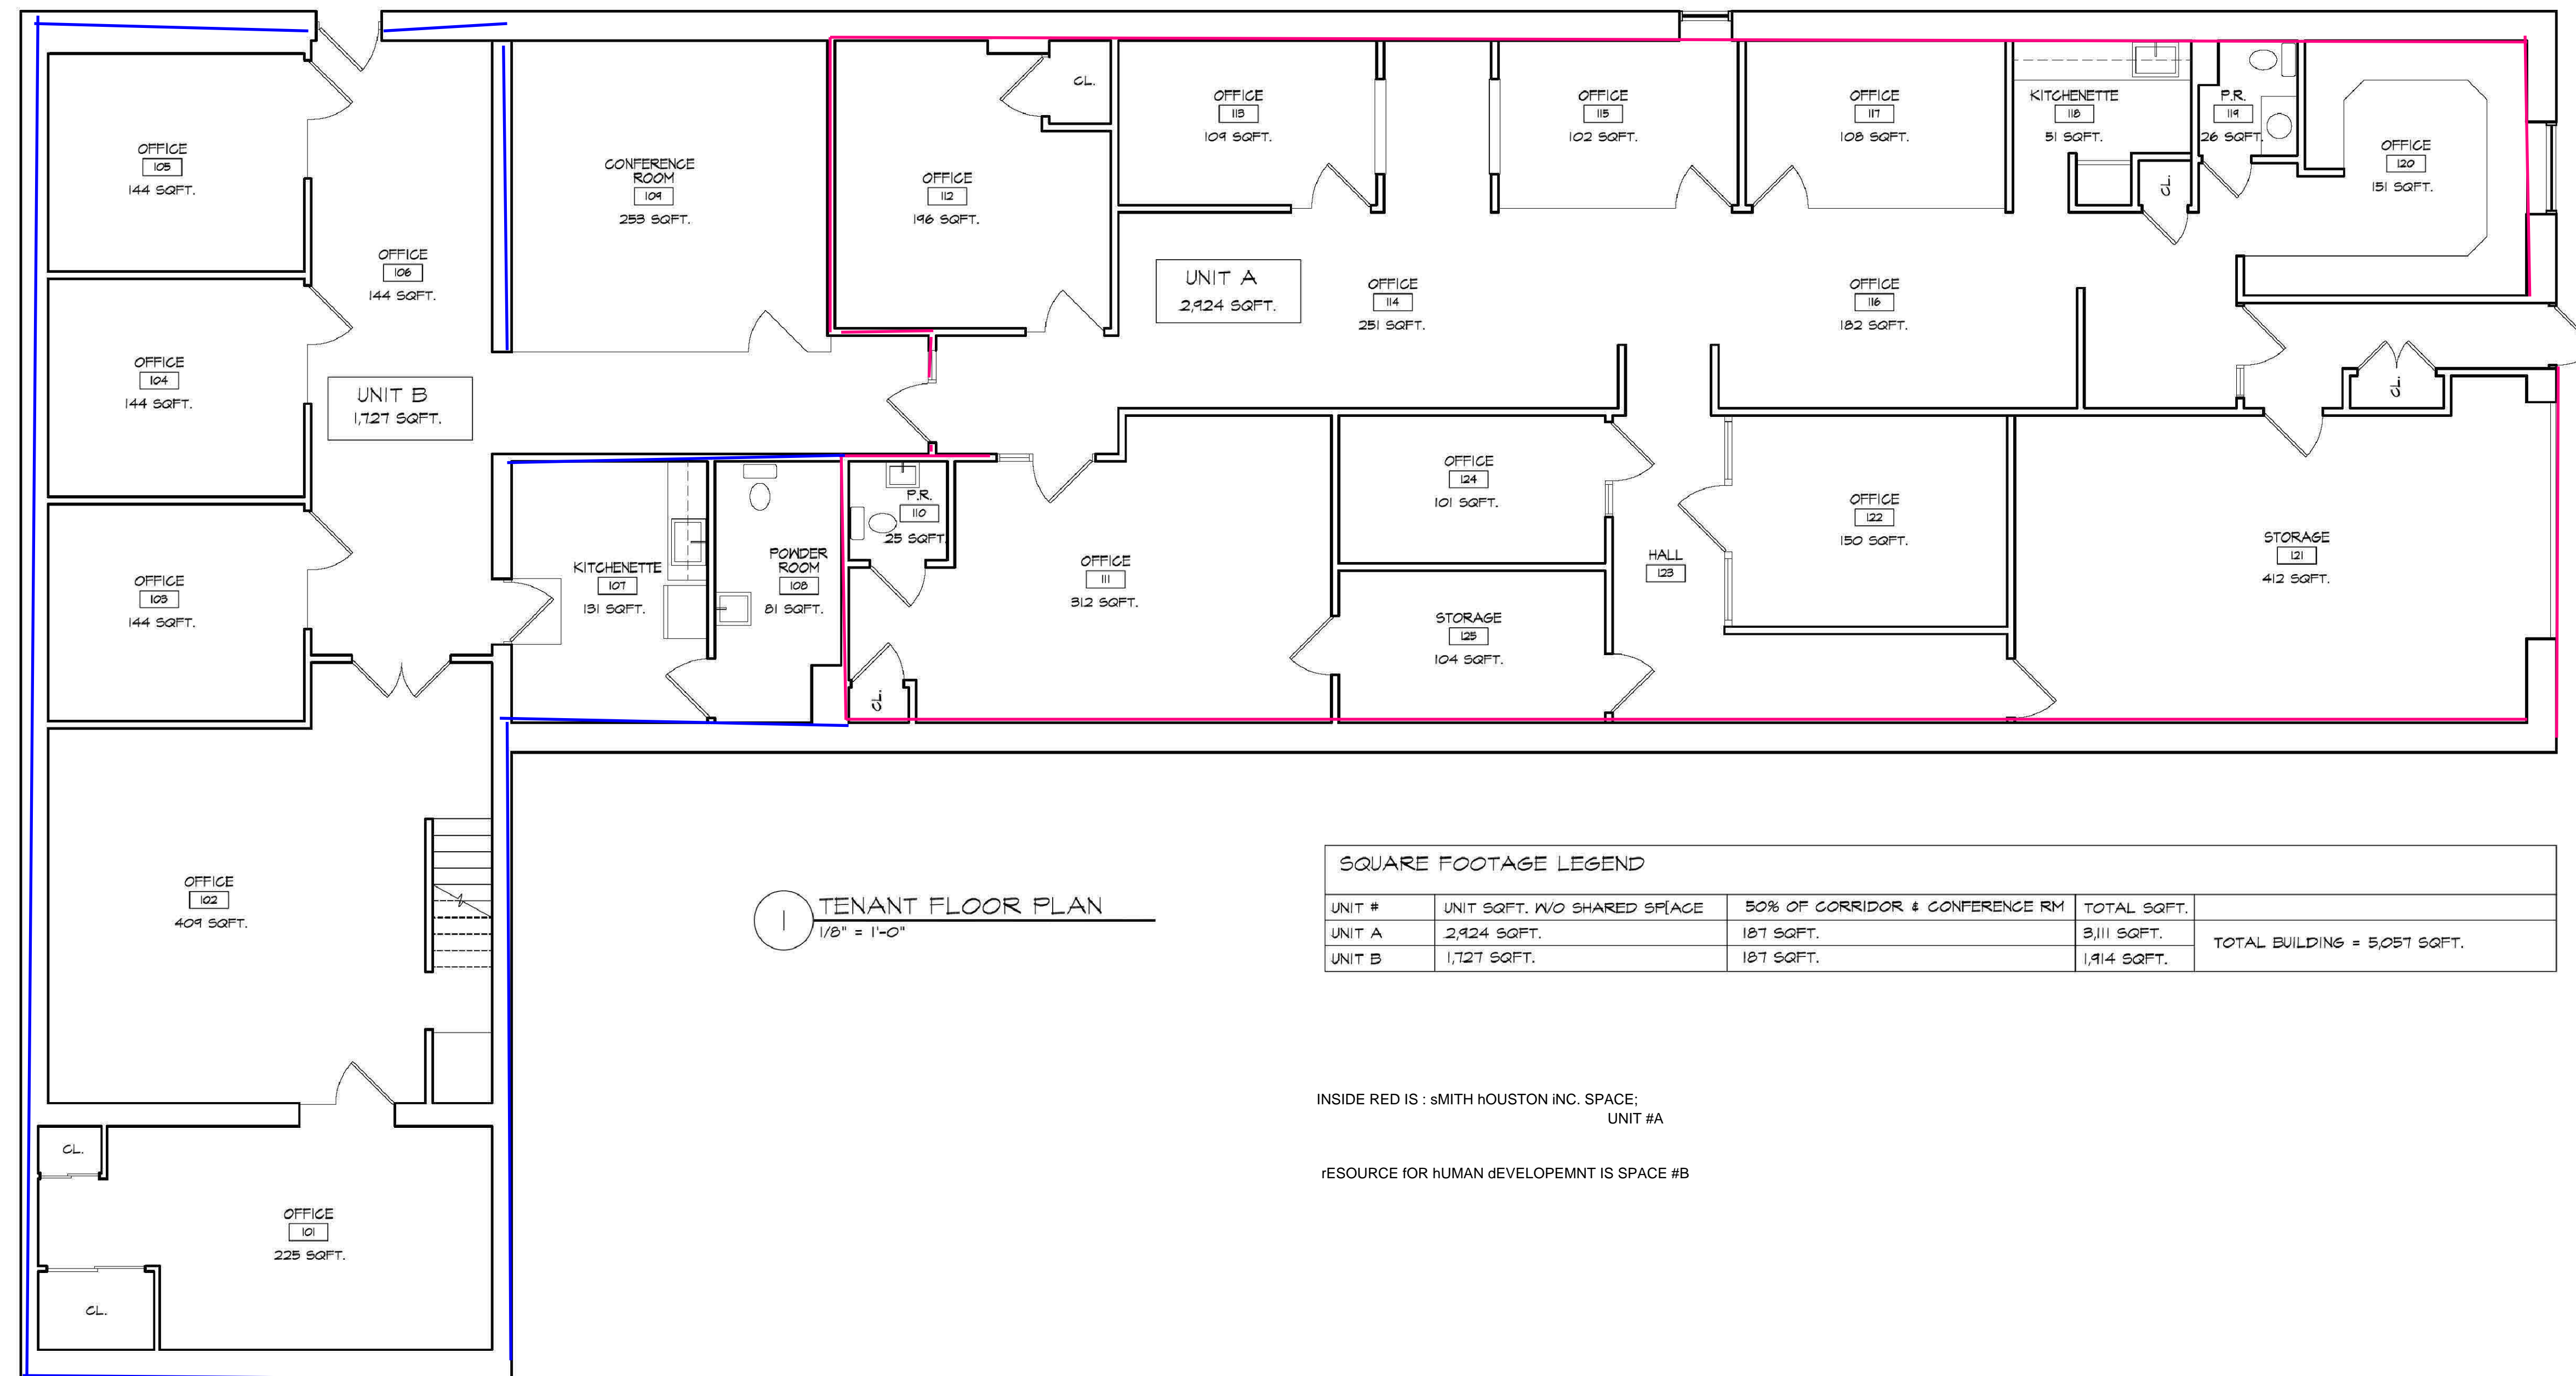 OFFICE
105
144 SQFT.
OFFICE
106
144 SQFT.
OFFICE
104
144 SQFT.
UNIT B
1,727 SQFT.
OFFICE
103
144 SQFT.
CONFERENCE
ROOM
109
253 SQFT.
OFFICE
112
196 SQFT.
CL.
OFFICE
113
109 SQFT.
OFFICE
115
102 SQFT.
OFFICE
117
108 SQFT.
KITCHENETTE
118
51 SQFT.
P.R.
119
26 SQFT.
CL.
OFFICE
120
151 SQFT.
UNIT A
2,924 SQFT.
OFFICE
114
251 SQFT.
OFFICE
116
182 SQFT.
CL.
KITCHENETTE
107
131 SQFT.
POWDER
ROOM
108
81 SQFT.
P.R.
110
25 SQFT.
CL.
OFFICE
111
312 SQFT.
OFFICE
124
101 SQFT.
STORAGE
125
104 SQFT.
HALL
123
OFFICE
122
150 SQFT.
STORAGE
121
412 SQFT.
OFFICE
102
409 SQFT.
CL.
OFFICE
101
225 SQFT.
CL.
1
TENANT FLOOR PLAN
1/8" = 1'-0"
SQUARE FOOTAGE LEGEND
UNIT # UNIT SQFT. W/O SHARED SP[ACE 50% OF CORRIDOR & CONFERENCE RM TOTAL SQFT.
UNIT A 2,924 SQFT. 187 SQFT. 3,111 SQFT.
TOTAL BUILDING = 5,057 SQFT.
UNIT B 1,727 SQFT. 187 SQFT. 1,914 SQFT.
INSIDE RED IS : sMITH hOUSTON iNC. SPACE;
UNIT #A
rESOURCE fOR hUMAN dEVELOPEMNT IS SPACE #B